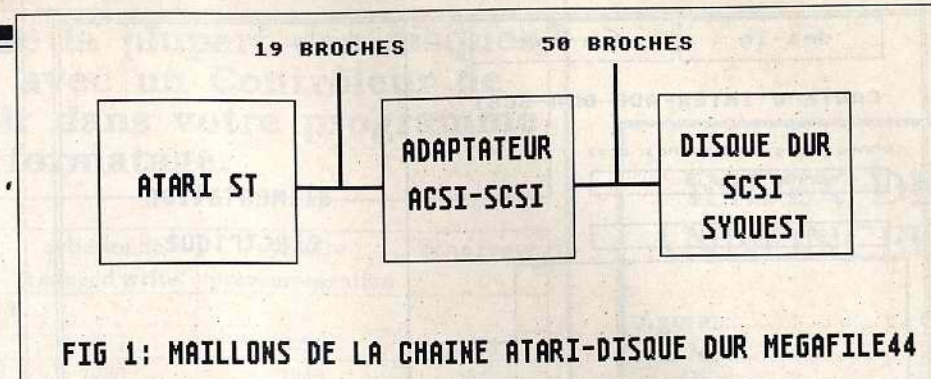 19 BROCHES
50 BROCHES
ATARI ST
ADAPTATEUR
ACSI-SCSI
DISQUE DUR
SCSI
SYQUEST
FIG 1: MAILLONS DE LA CHAINE ATARI-DISQUE DUR MEGAFILE44